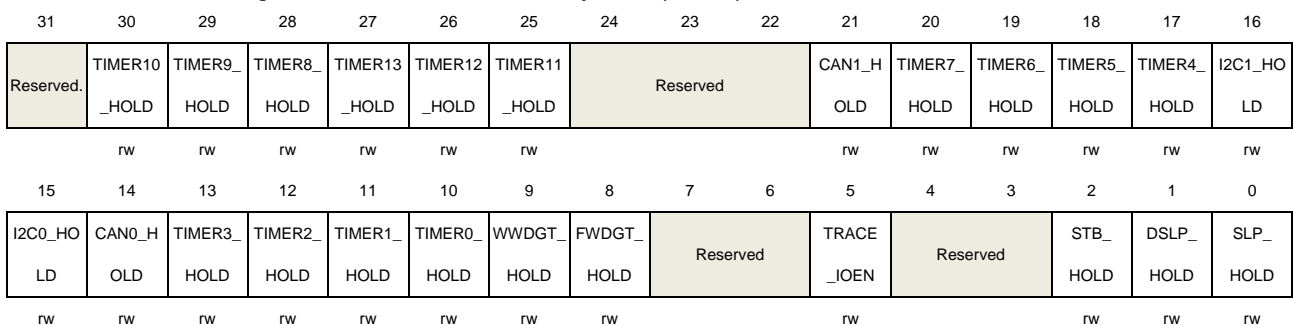 31 30 29 28 27 26 25 24 23 22 21 20 19 18 17 16
Reserved. TIMER10 _HOLD TIMER9_ HOLD TIMER8_ HOLD TIMER13 _HOLD TIMER12 _HOLD TIMER11 _HOLD Reserved CAN1_H OLD TIMER7_ HOLD TIMER6_ HOLD TIMER5_ HOLD TIMER4_ HOLD I2C1_HO LD
rw rw rw rw rw rw rw rw rw rw rw rw
15 14 13 12 11 10 9 8 7 6 5 4 3 2 1 0
I2C0_HO LD CAN0_H OLD TIMER3_ HOLD TIMER2_ HOLD TIMER1_ HOLD TIMER0_ HOLD WWDGT_ HOLD FWDGT_ HOLD Reserved TRACE _IOEN Reserved STB_ HOLD DSLP_ HOLD SLP_ HOLD
rw rw rw rw rw rw rw rw rw rw rw rw